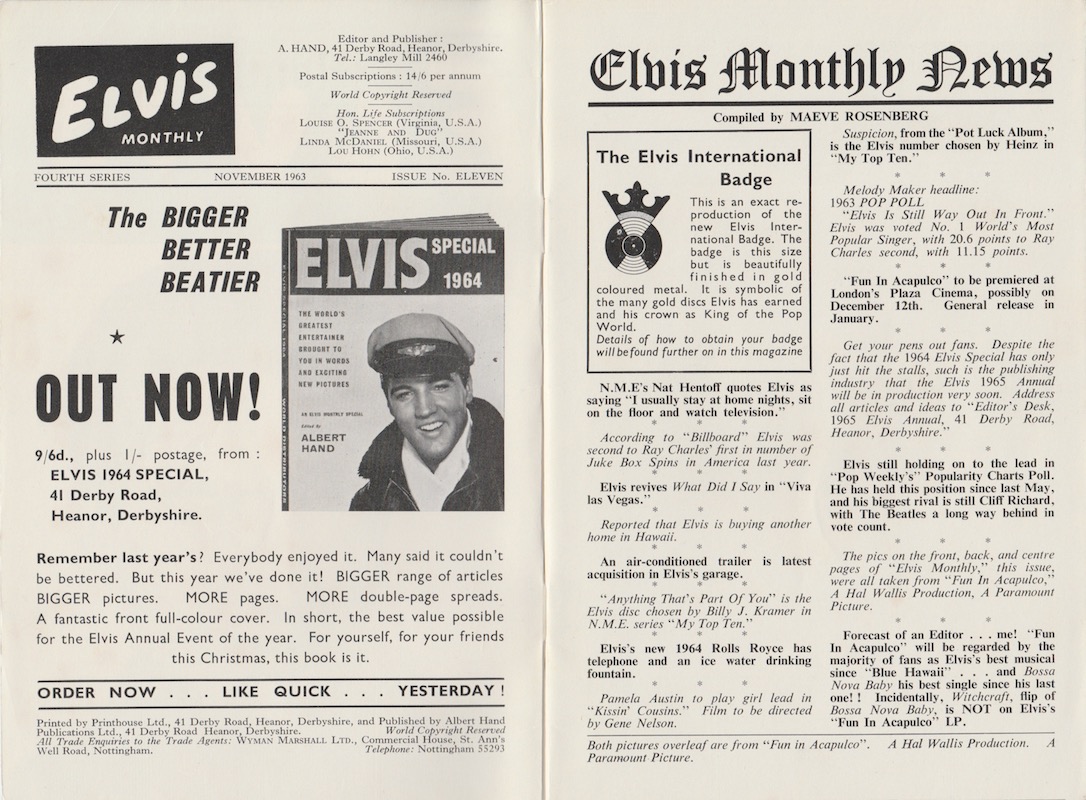 ELVIS
MONTHLY
Editor and Publisher :
A. HAND, 41 Derby Road, Heanor, Derbyshire.
Tel.: Langley Mill 2460
Postal Subscriptions : 14/6 per annum
World Copyright Reserved
Hon. Life Subscriptions
LOUISE O. SPENCER (Virginia, U.S.A.)
"JEANNE AND DUG"
LINDA MCDANIEL (Missouri, U.S.A.)
LOU HOHN (Ohio, U.S.A.)
FOURTH SERIES NOVEMBER 1963 ISSUE No. ELEVEN
The BIGGER
BETTER
BEATIER
OUT NOW!
9/6d., plus 1/- postage, from :
ELVIS 1964 SPECIAL,
41 Derby Road,
Heanor, Derbyshire.
ELVIS SPECIAL
1964
THE WORLD'S
GREATEST
ENTERTAINER
BROUGHT TO
YOU IN WORDS
AND EXCITING
NEW PICTURES
AN ELVIS MONTHLY SPECIAL
Edited by
ALBERT
HAND
ELVIS SPECIAL 1964 WORLD DISTRIBUTORS
Remember last year's? Everybody enjoyed it. Many said it couldn't
be bettered. But this year we've done it! BIGGER range of articles
BIGGER pictures. MORE pages. MORE double-page spreads.
A fantastic front full-colour cover. In short, the best value possible
for the Elvis Annual Event of the year. For yourself, for your friends
this Christmas, this book is it.
ORDER NOW . . . LIKE QUICK . . . YESTERDAY !
Printed by Printhouse Ltd., 41 Derby Road, Heanor, Derbyshire, and Published by Albert Hand
Publications Ltd., 41 Derby Road Heanor, Derbyshire. World Copyright Reserved
All Trade Enquiries to the Trade Agents: WYMAN MARSHALL LTD., Commercial House, St. Ann's
Well Road, Nottingham. Telephone: Nottingham 55293
Elvis Monthly News
Compiled by MAEVE ROSENBERG
The Elvis International
Badge
This is an exact re-
production of the
new Elvis Inter-
national Badge. The
badge is this size
but is beautifully
finished in gold
coloured metal. It is symbolic of
the many gold discs Elvis has earned
and his crown as King of the Pop
World.
Details of how to obtain your badge
will be found further on in this magazine
N.M.E's Nat Hentoff quotes Elvis as
saying "I usually stay at home nights, sit
on the floor and watch television."
* * *
According to "Billboard" Elvis was
second to Ray Charles' first in number of
Juke Box Spins in America last year.
Elvis revives What Did I Say in "Viva
las Vegas."
* * *
Reported that Elvis is buying another
home in Hawaii.
* * *
An air-conditioned trailer is latest
acquisition in Elvis's garage.
* * *
"Anything That's Part Of You" is the
Elvis disc chosen by Billy J. Kramer in
N.M.E. series "My Top Ten."
Elvis's new 1964 Rolls Royce has
telephone and an ice water drinking
fountain.
* * *
Pamela Austin to play girl lead in
"Kissin' Cousins." Film to be directed
by Gene Nelson.
Suspicion, from the "Pot Luck Album,"
is the Elvis number chosen by Heinz in
"My Top Ten."
* * *
Melody Maker headline:
1963 POP POLL
"Elvis Is Still Way Out In Front."
Elvis was voted No. 1 World's Most
Popular Singer, with 20.6 points to Ray
Charles second, with 11.15 points.
* * *
"Fun In Acapulco" to be premiered at
London's Plaza Cinema, possibly on
December 12th. General release in
January.
* * *
Get your pens out fans. Despite the
fact that the 1964 Elvis Special has only
just hit the stalls, such is the publishing
industry that the Elvis 1965 Annual
will be in production very soon. Address
all articles and ideas to "Editor's Desk,
1965 Elvis Annual, 41 Derby Road,
Heanor, Derbyshire."
* * *
Elvis still holding on to the lead in
"Pop Weekly's" Popularity Charts Poll.
He has held this position since last May,
and his biggest rival is still Cliff Richard,
with The Beatles a long way behind in
vote count.
* * *
The pics on the front, back, and centre
pages of "Elvis Monthly," this issue,
were all taken from "Fun In Acapulco,"
A Hal Wallis Production, A Paramount
Picture.
* * *
Forecast of an Editor . . . me! "Fun
In Acapulco" will be regarded by the
majority of fans as Elvis's best musical
since "Blue Hawaii" . . . and Bossa
Nova Baby his best single since his last
one! ! Incidentally, Witchcraft, flip of
Bossa Nova Baby, is NOT on Elvis's
"Fun In Acapulco" LP.
Both pictures overleaf are from "Fun in Acapulco". A Hal Wallis Production. A
Paramount Picture.